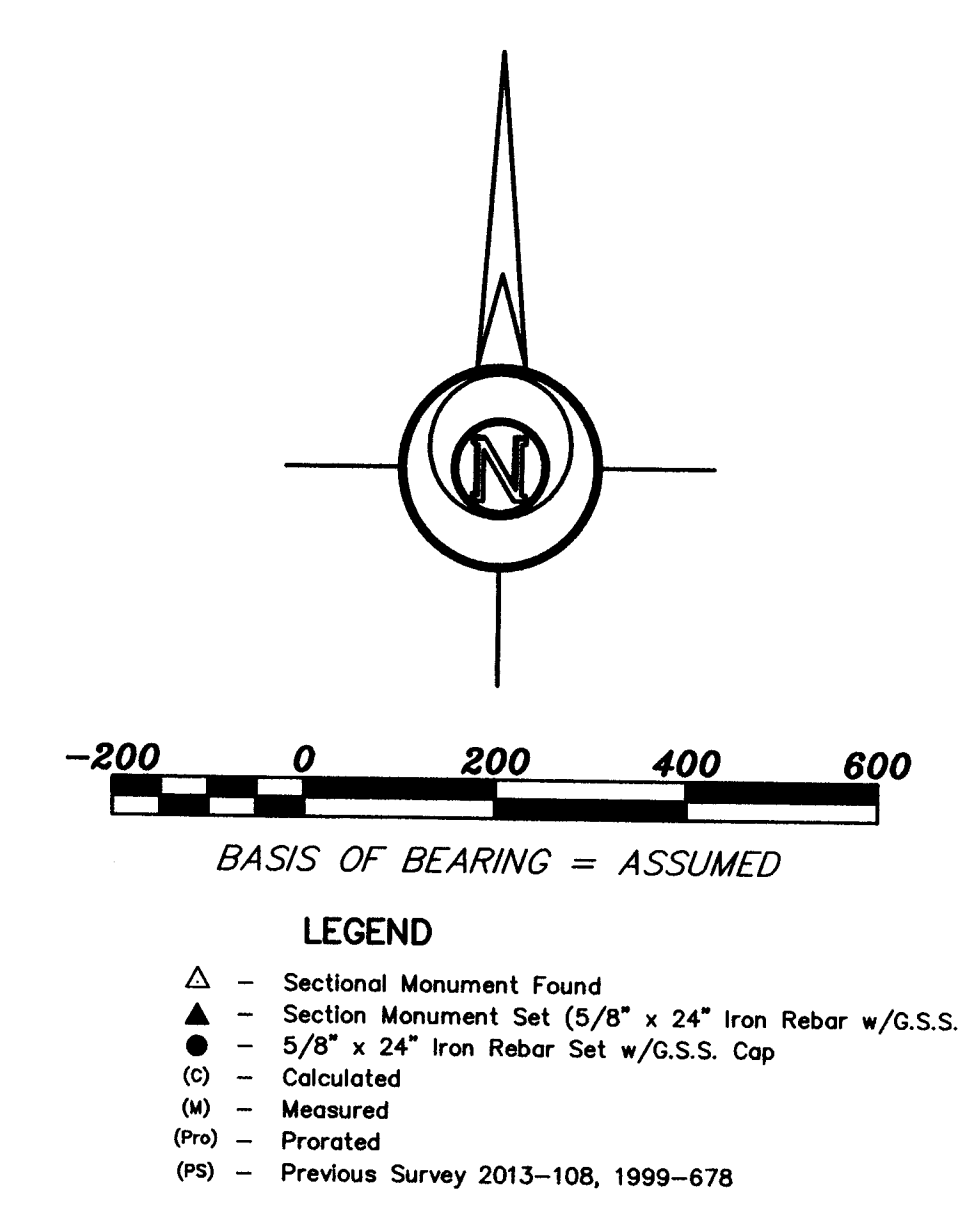 N
-200 0 200 400 600
BASIS OF BEARING = ASSUMED
LEGEND
△ – Sectional Monument Found
▲ – Section Monument Set (5/8" x 24" Iron Rebar w/G.S.S.
● – 5/8" x 24" Iron Rebar Set w/G.S.S. Cap
(C) – Calculated
(M) – Measured
(Pro) – Prorated
(PS) – Previous Survey 2013-108, 1999-678